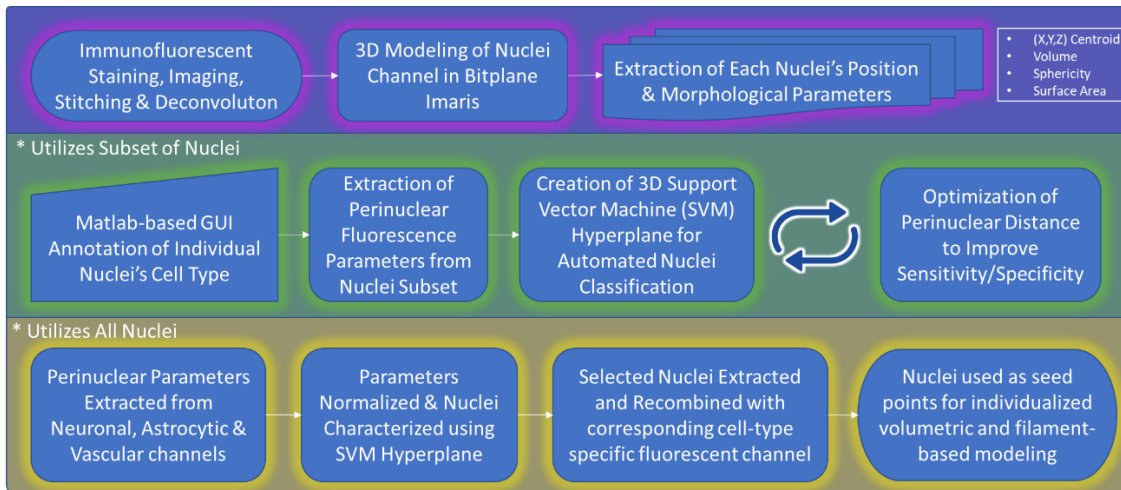 Immunofluorescent
Staining, Imaging,
Stitching & Deconvoluton
3D Modeling of Nuclei
Channel in Bitplane
Imaris
Extraction of Each Nuclei's Position
& Morphological Parameters
• (X,Y,Z) Centroid
• Volume
• Sphericity
• Surface Area
* Utilizes Subset of Nuclei
Matlab-based GUI
Annotation of Individual
Nuclei's Cell Type
Extraction of
Perinuclear
Fluorescence
Parameters from
Nuclei Subset
Creation of 3D Support
Vector Machine (SVM)
Hyperplane for
Automated Nuclei
Classification
Optimization of
Perinuclear Distance
to Improve
Sensitivity/Specificity
* Utilizes All Nuclei
Perinuclear Parameters
Extracted from
Neuronal, Astrocytic &
Vascular channels
Parameters
Normalized & Nuclei
Characterized using
SVM Hyperplane
Selected Nuclei Extracted
and Recombined with
corresponding cell-type
specific fluorescent channel
Nuclei used as seed
points for individualized
volumetric and filament-
based modeling